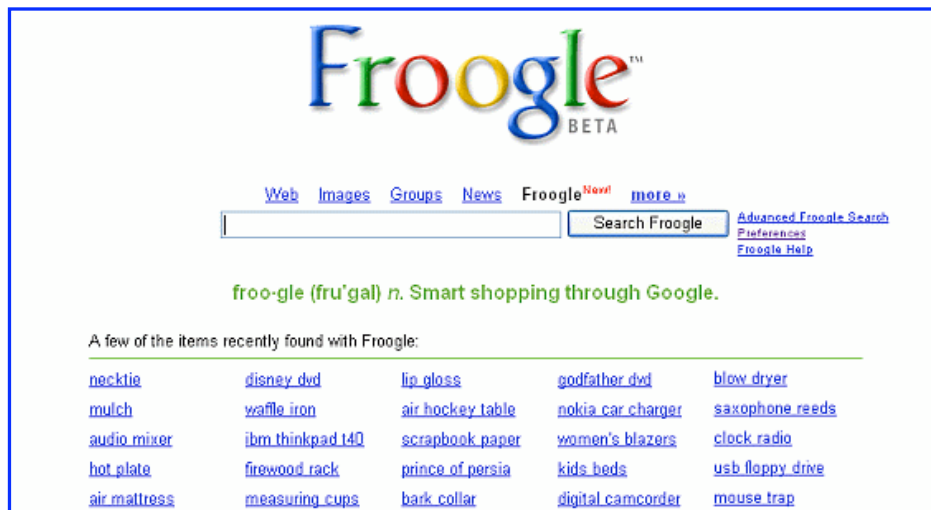 Froogle™
BETA
Web Images Groups News Froogle New! more »
Search Froogle
Advanced Froogle Search
Preferences
Froogle Help
froo·gle (fru'gal) n. Smart shopping through Google.
A few of the items recently found with Froogle:
necktie disney dvd lip gloss godfather dvd blow dryer
mulch waffle iron air hockey table nokia car charger saxophone reeds
audio mixer ibm thinkpad t40 scrapbook paper women's blazers clock radio
hot plate firewood rack prince of persia kids beds usb floppy drive
air mattress measuring cups bark collar digital camcorder mouse trap